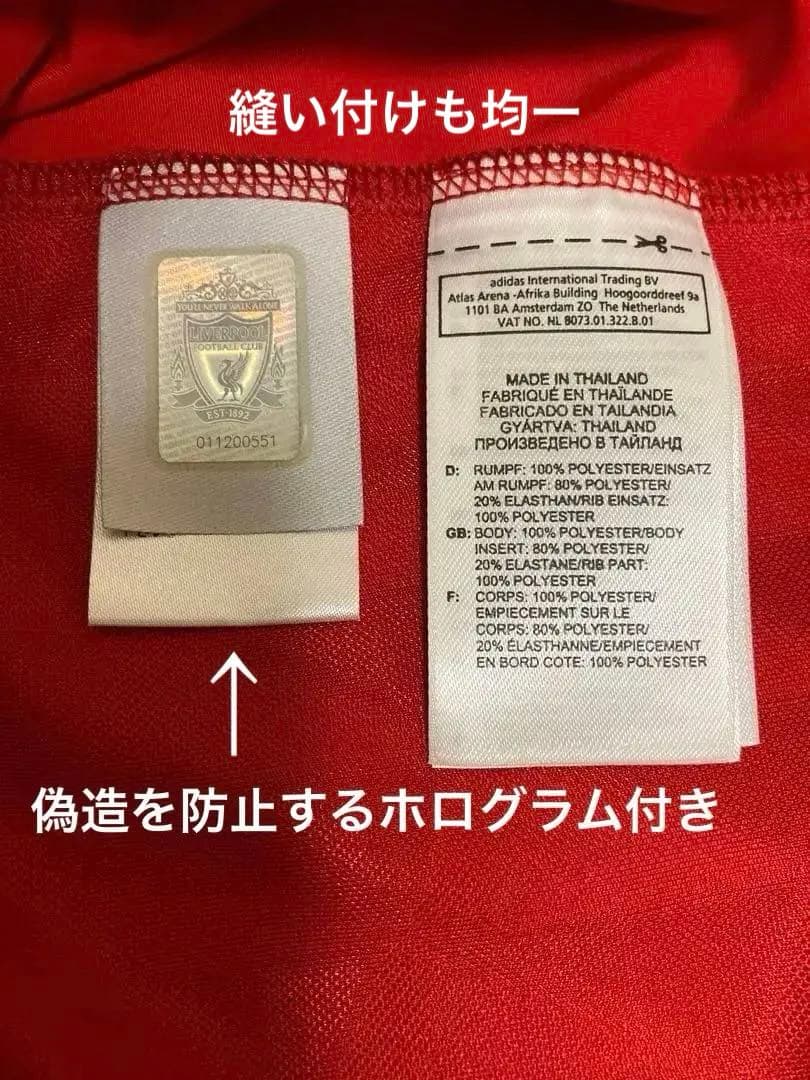 縫い付けも均一
YOU'LL NEVER WALK ALONE
LIVERPOOL
FOOTBALL CLUB
EST·1892
011200551
adidas International Trading BV
Atlas Arena -Afrika Building Hoogoorddreef 9a
1101 BA Amsterdam ZO The Netherlands
VAT NO. NL 8073.01.322.B.01
MADE IN THAILAND
FABRIQUÉ EN THAÏLANDE
FABRICADO EN TAILANDIA
GYÁRTVA: THAILAND
ПРОИЗВЕДЕНО В ТАЙЛАНД
D: RUMPF: 100% POLYESTER/EINSATZ
AM RUMPF: 80% POLYESTER/
20% ELASTHAN/RIB EINSATZ:
100% POLYESTER
GB: BODY: 100% POLYESTER/BODY
INSERT: 80% POLYESTER/
20% ELASTANE/RIB PART:
100% POLYESTER
F: CORPS: 100% POLYESTER/
EMPIECEMENT SUR LE
CORPS: 80% POLYESTER/
20% ÉLASTHANNE/EMPIECEMENT
EN BORD COTE: 100% POLYESTER
偽造を防止するホログラム付き